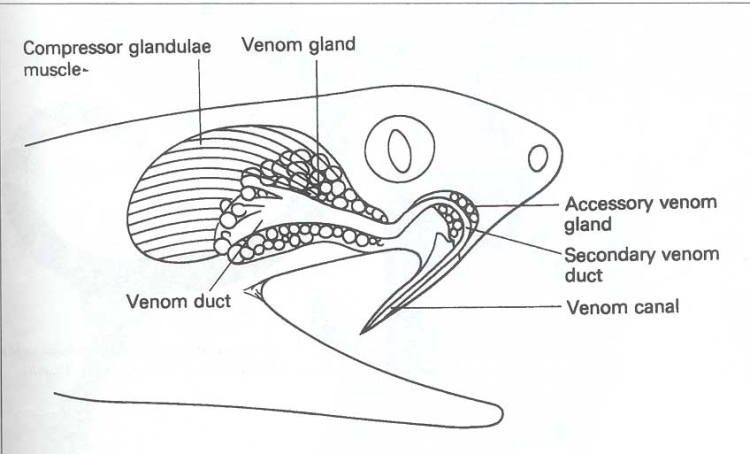 Compressor glandulae
muscle-
Venom gland
Accessory venom
gland
Secondary venom
duct
Venom duct
Venom canal